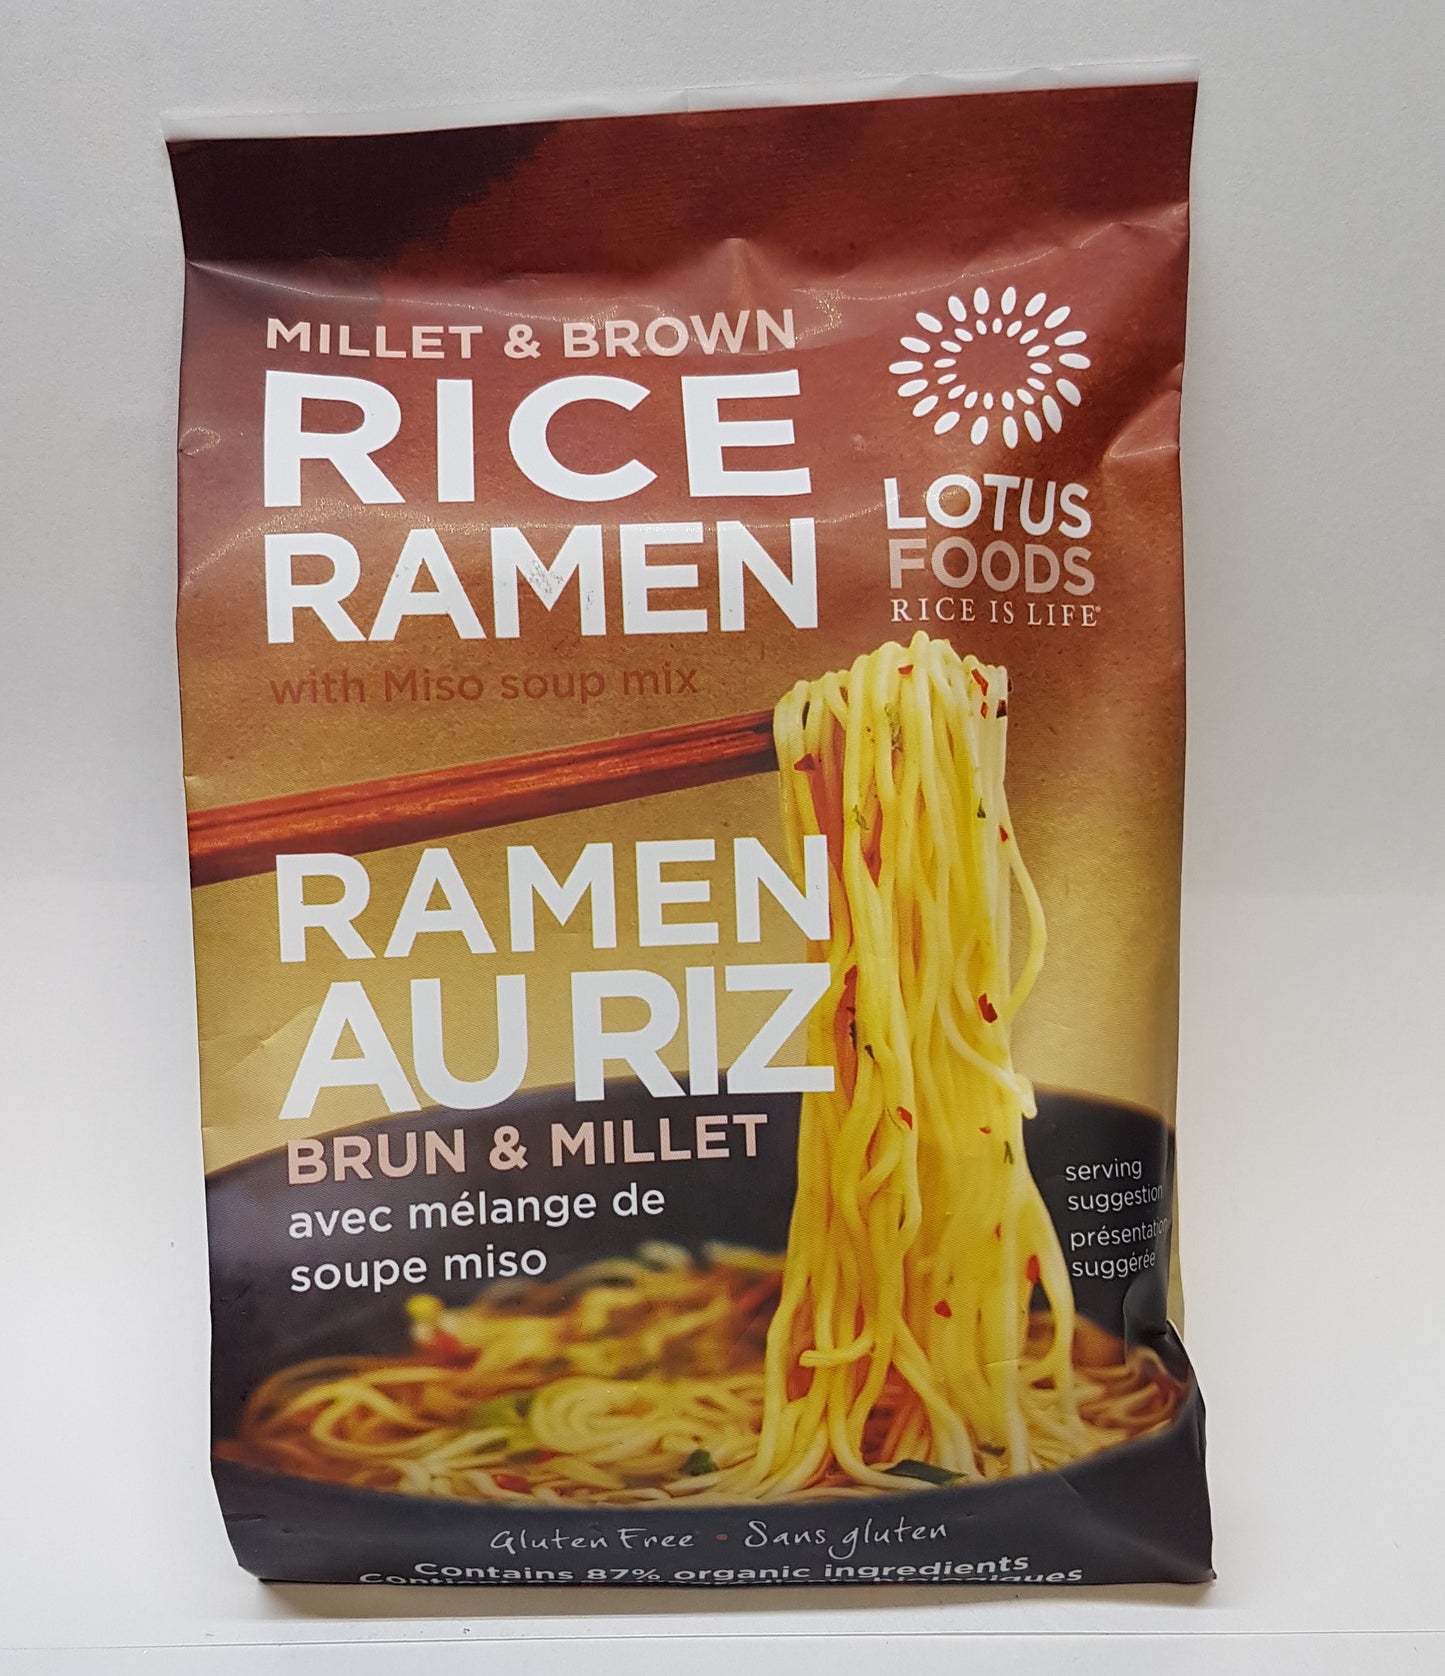 MILLET & BROWN
RICE
RAMEN
with Miso soup mix
LOTUS
FOODS
RICE IS LIFE®
RAMEN
AU RIZ
BRUN & MILLET
avec mélange de
soupe miso
serving
suggestion
présentation
suggérée
Gluten Free • Sans gluten
Contains 87% organic ingredients
biologiques